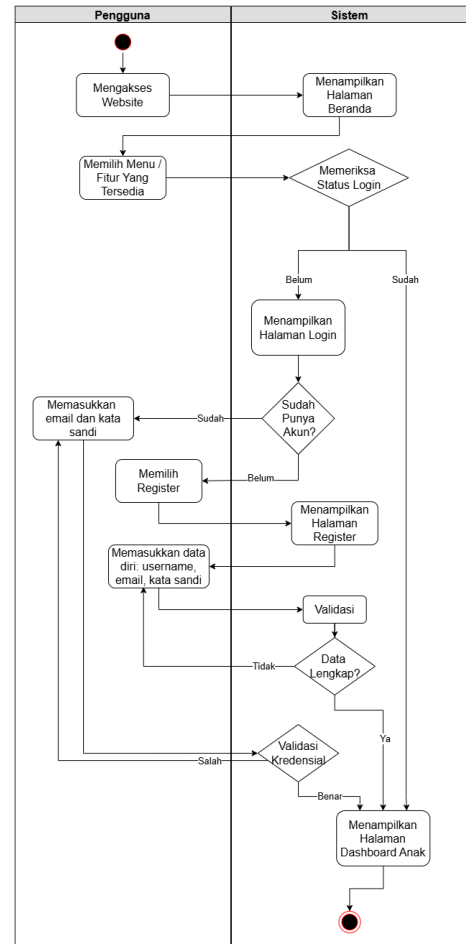 Pengguna
Sistem
Mengakses
Website
Menampilkan
Halaman
Beranda
Memilih Menu /
Fitur Yang
Tersedia
Memeriksa
Status Login
Belum
Sudah
Menampilkan
Halaman Login
Memasukkan
email dan kata
sandi
Sudah
Sudah
Punya
Akun?
Memilih
Register
Belum
Menampilkan
Halaman
Register
Memasukkan data
diri: username,
email, kata sandi
Validasi
Tidak
Data
Lengkap?
Ya
Salah
Validasi
Kredensial
Benar
Menampilkan
Halaman
Dashboard Anak